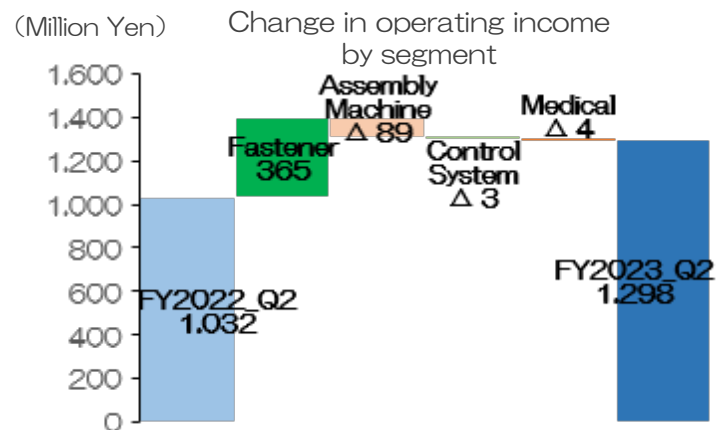 （Million Yen）
Change in operating income
by segment
1.600
1.400
1.200
1.000
800
600
400
200
0
FY2022_Q2
1.032
Fastener
365
Assembly
Machine
△ 89
Control
System
△ 3
Medical
△ 4
FY2023_Q2
1.298